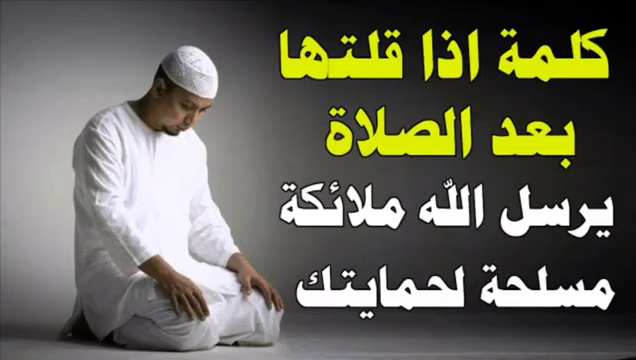 كلمة اذا قلتها
بعد الصلاة
يرسل الله ملائكة
مسلحة لحمايتك